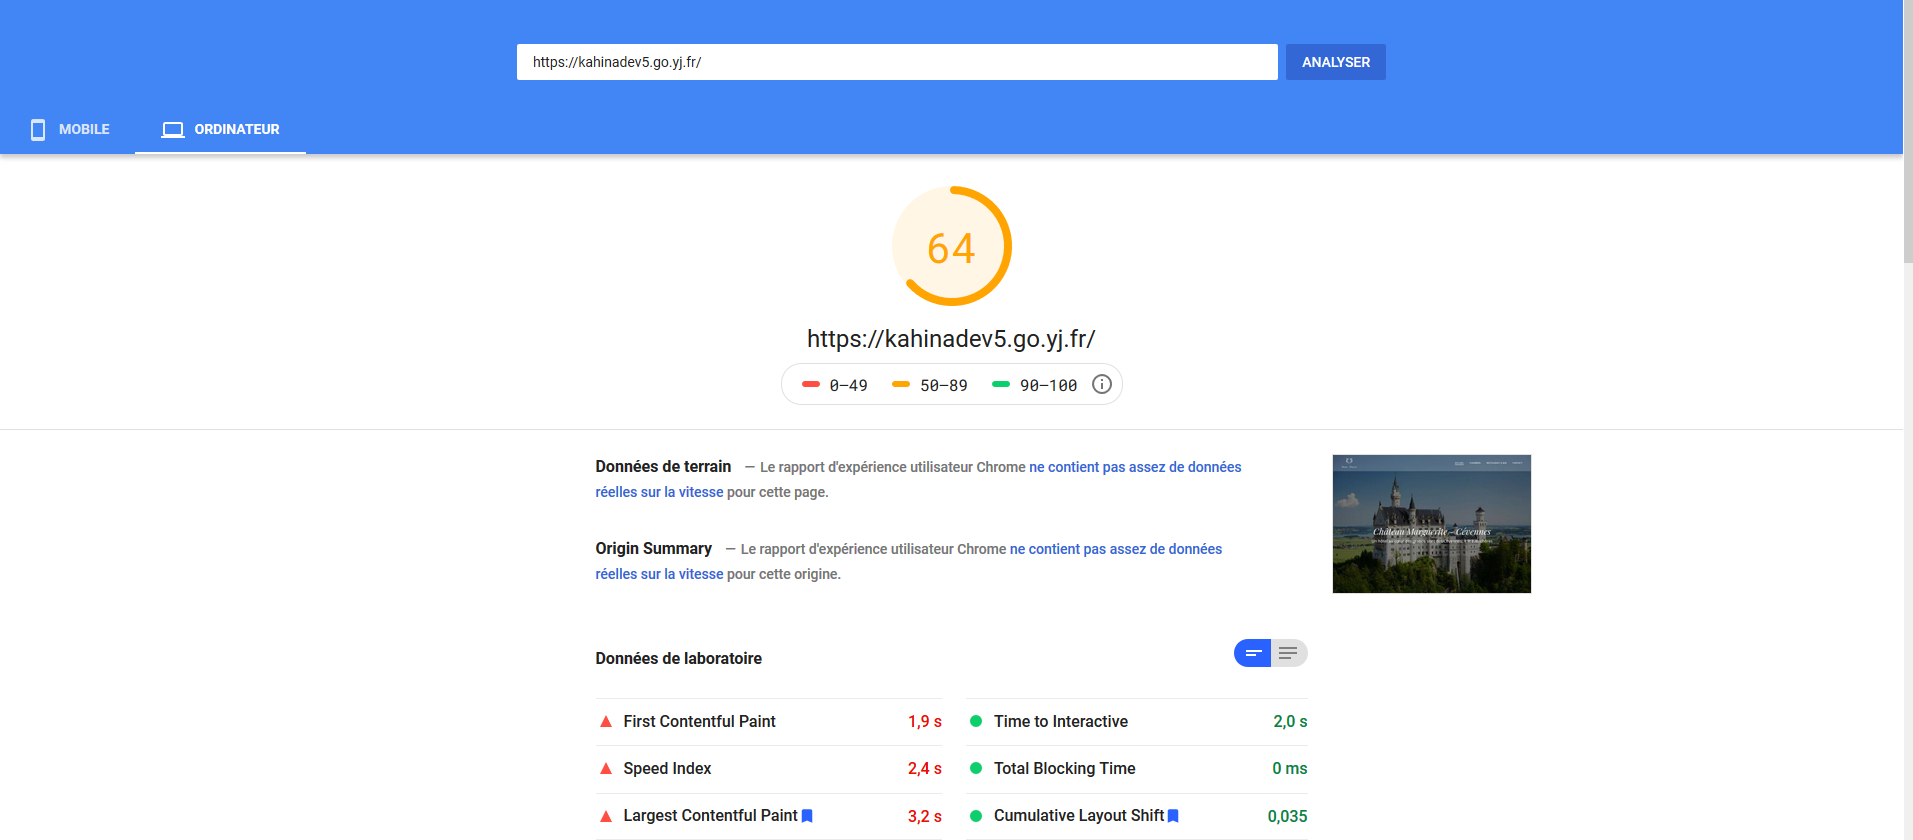 https://kahinadev5.go.yj.fr/
ANALYSER
MOBILE
ORDINATEUR
64
https://kahinadev5.go.yj.fr/
0–49 50–89 90–100
Données de terrain — Le rapport d'expérience utilisateur Chrome ne contient pas assez de données
réelles sur la vitesse pour cette page.
Origin Summary — Le rapport d'expérience utilisateur Chrome ne contient pas assez de données
réelles sur la vitesse pour cette origine.
Château Marguerite – Cévennes
Données de laboratoire
First Contentful Paint 1,9 s
Time to Interactive 2,0 s
Speed Index 2,4 s
Total Blocking Time 0 ms
Largest Contentful Paint 3,2 s
Cumulative Layout Shift 0,035